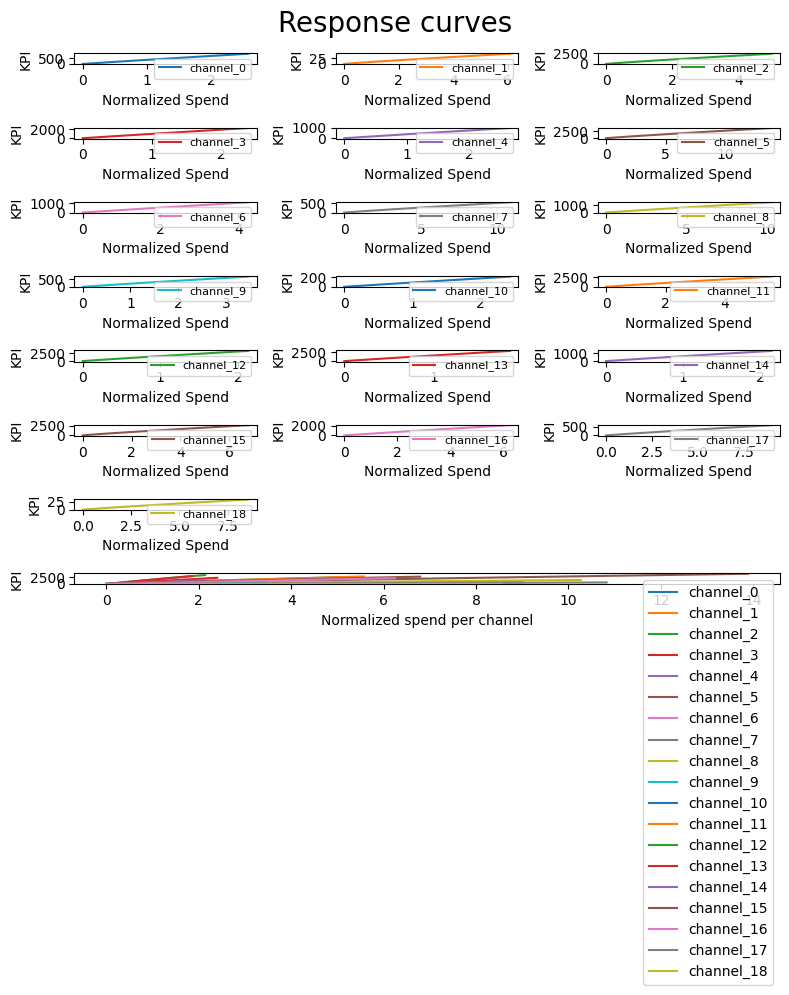 Response curves
KPI 500 0 channel_0 0 1 2 Normalized Spend
KPI 25 0 channel_1 0 2 4 6 Normalized Spend
KPI 2500 0 channel_2 0 2 4 Normalized Spend
KPI 2000 0 channel_3 0 1 2 Normalized Spend
KPI 1000 0 channel_4 0 1 2 Normalized Spend
KPI 2500 0 channel_5 0 5 10 Normalized Spend
KPI 1000 0 channel_6 0 2 4 Normalized Spend
KPI 500 0 channel_7 0 5 10 Normalized Spend
KPI 1000 0 channel_8 0 5 10 Normalized Spend
KPI 500 0 channel_9 0 1 2 3 Normalized Spend
KPI 200 0 channel_10 0 1 2 Normalized Spend
KPI 2500 0 channel_11 0 2 4 Normalized Spend
KPI 2500 0 channel_12 0 1 2 Normalized Spend
KPI 2500 0 channel_13 0 1 Normalized Spend
KPI 1000 0 channel_14 0 1 2 Normalized Spend
KPI 2500 0 channel_15 0 2 4 6 Normalized Spend
KPI 2000 0 channel_16 0 2 4 6 Normalized Spend
KPI 500 0 channel_17 0.0 2.5 5.0 7.5 Normalized Spend
KPI 25 0 channel_18 0.0 2.5 5.0 7.5 Normalized Spend
KPI 2500 0
0 2 4 6 8 10 12 14
Normalized spend per channel
channel_0
channel_1
channel_2
channel_3
channel_4
channel_5
channel_6
channel_7
channel_8
channel_9
channel_10
channel_11
channel_12
channel_13
channel_14
channel_15
channel_16
channel_17
channel_18